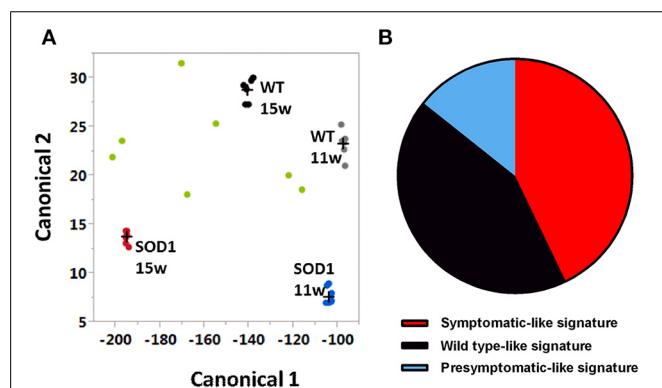 A
B
30
25
20
15
10
5
Canonical 2
WT
15w
WT
11w
SOD1
15w
SOD1
11w
-200
-180
-160
-140
-120
-100
Canonical 1
Symptomatic-like signature
Wild type-like signature
Presymptomatic-like signature